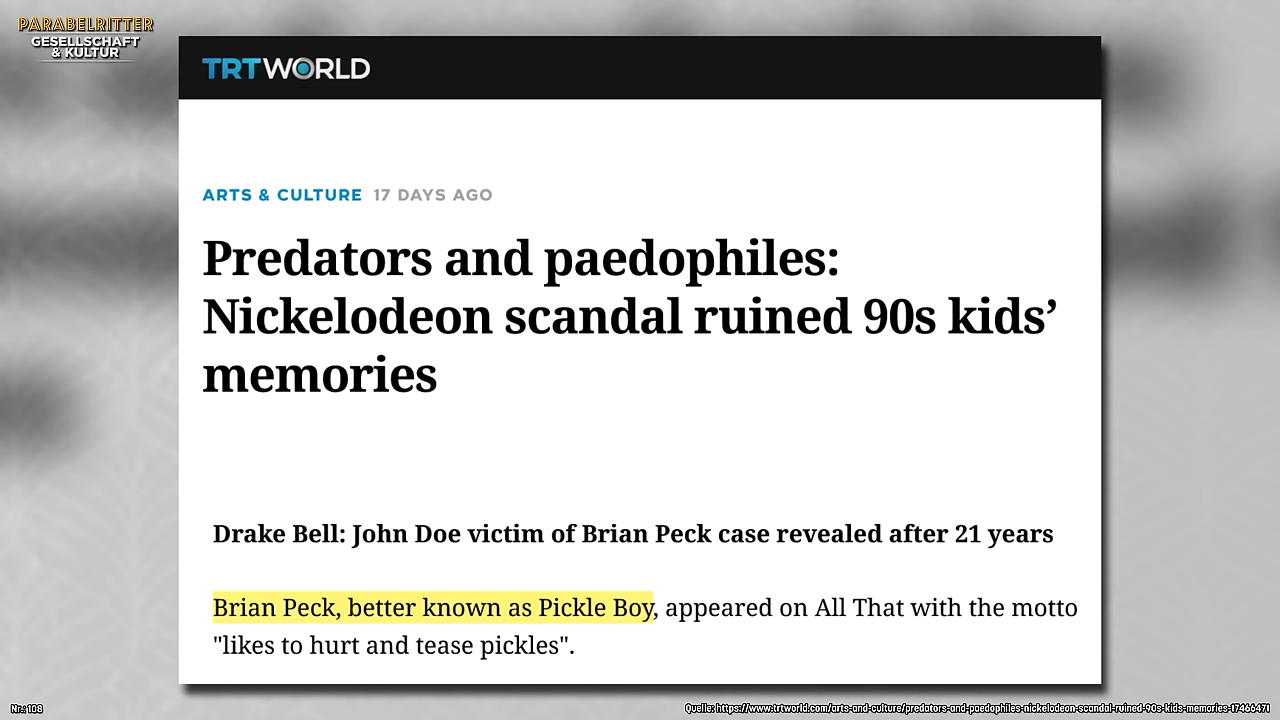 PARABELRITTER
GESELLSCHAFT
& KULTUR
TRTWORLD
ARTS & CULTURE 17 DAYS AGO
Predators and paedophiles:
Nickelodeon scandal ruined 90s kids’
memories
Drake Bell: John Doe victim of Brian Peck case revealed after 21 years
Brian Peck, better known as Pickle Boy, appeared on All That with the motto
"likes to hurt and tease pickles".
Nr.: 108
Quelle: https://www.trtworld.com/arts-and-culture/predators-and-paedophiles-nickelodeon-scandal-ruined-90s-kids-memories-17466471